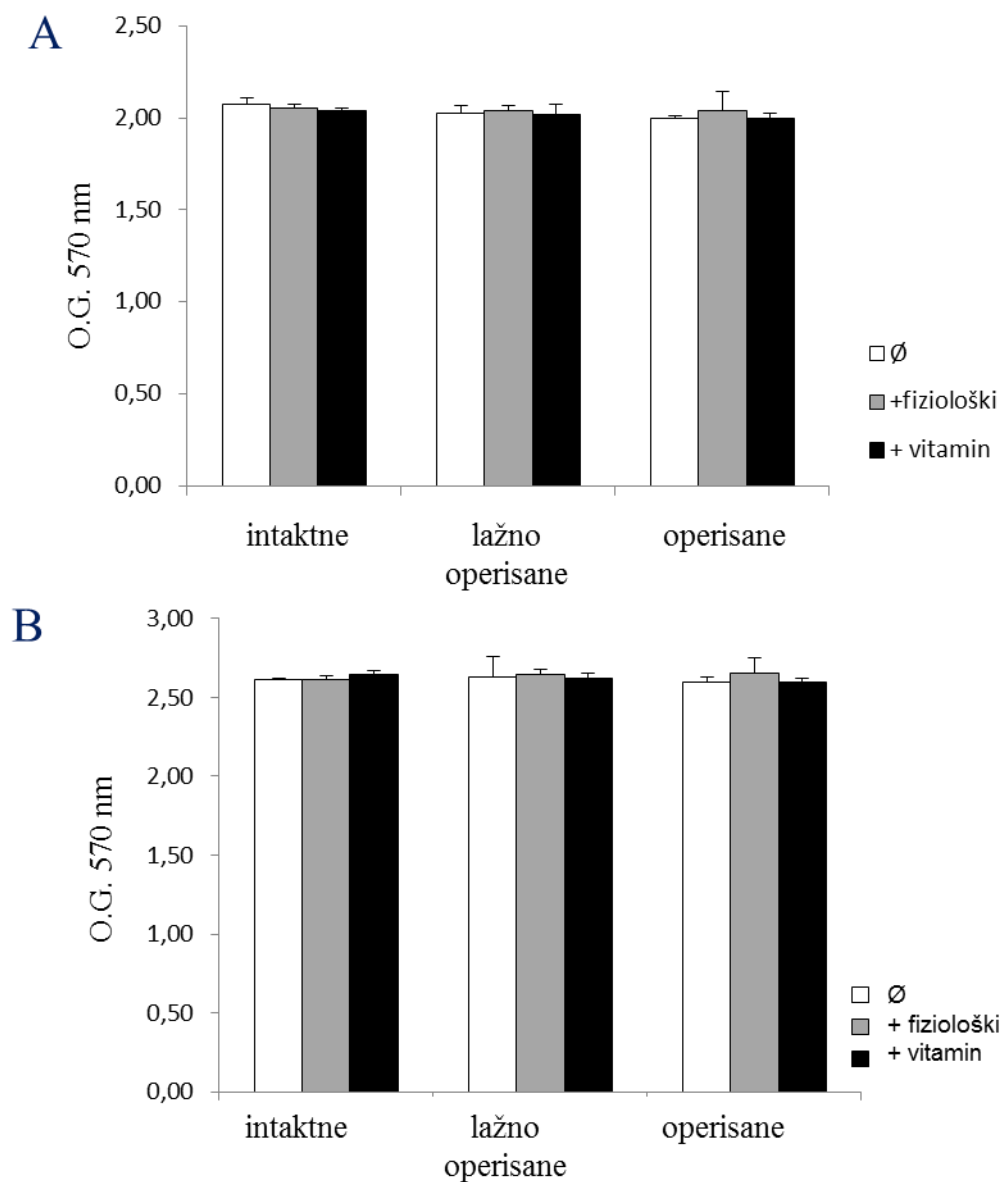 A
2,50
2,00
1,50
1,00
0,50
0,00
O.G. 570 nm
intaktne
lažno
operisane
operisane
Ø
+fiziološki
+ vitamin
B
3,00
2,50
2,00
1,50
1,00
0,50
0,00
O.G. 570 nm
intaktne
lažno
operisane
operisane
Ø
+ fiziološki
+ vitamin